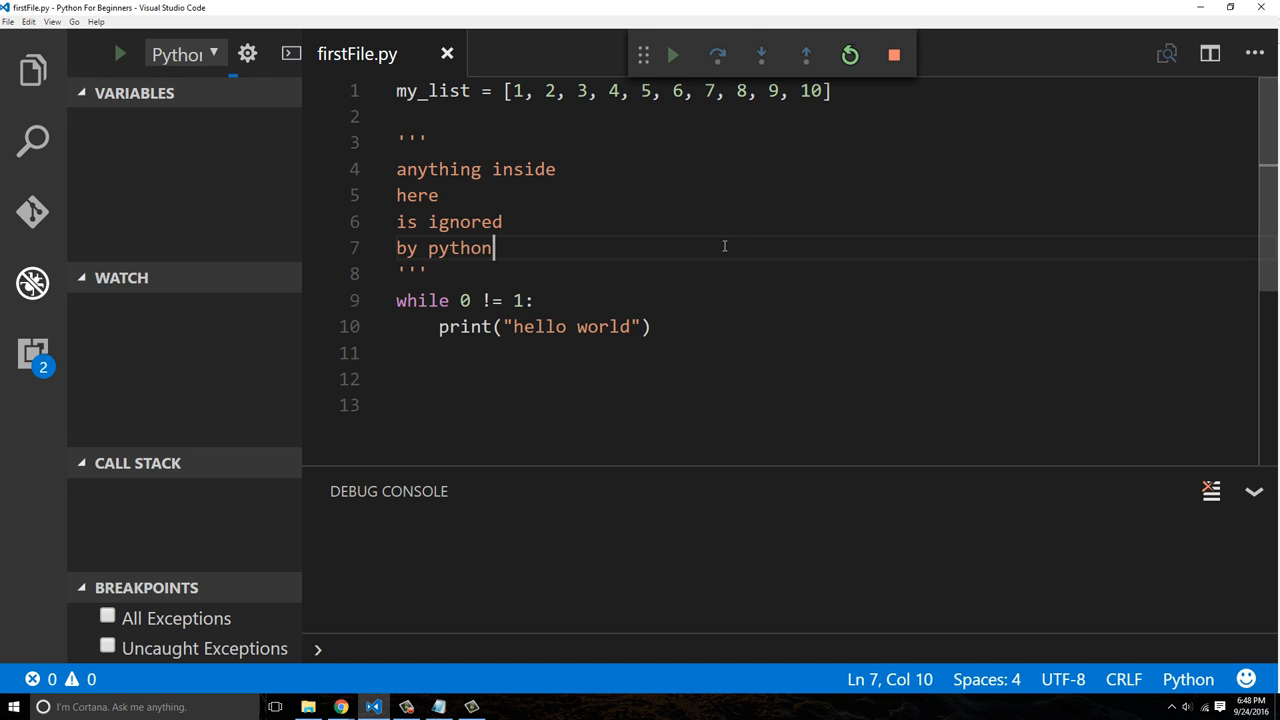 firstFile.py - Python For Beginners - Visual Studio Code
File Edit View Go Help
Python
firstFile.py
VARIABLES
WATCH
CALL STACK
BREAKPOINTS
All Exceptions
Uncaught Exceptions
2
1 my_list = [1, 2, 3, 4, 5, 6, 7, 8, 9, 10]
2
3 '''
4 anything inside
5 here
6 is ignored
7 by python
8 '''
9 while 0 != 1:
10 print("hello world")
11
12
13
DEBUG CONSOLE
0 0
Ln 7, Col 10 Spaces: 4 UTF-8 CRLF Python
I'm Cortana. Ask me anything.
6:48 PM
9/24/2016